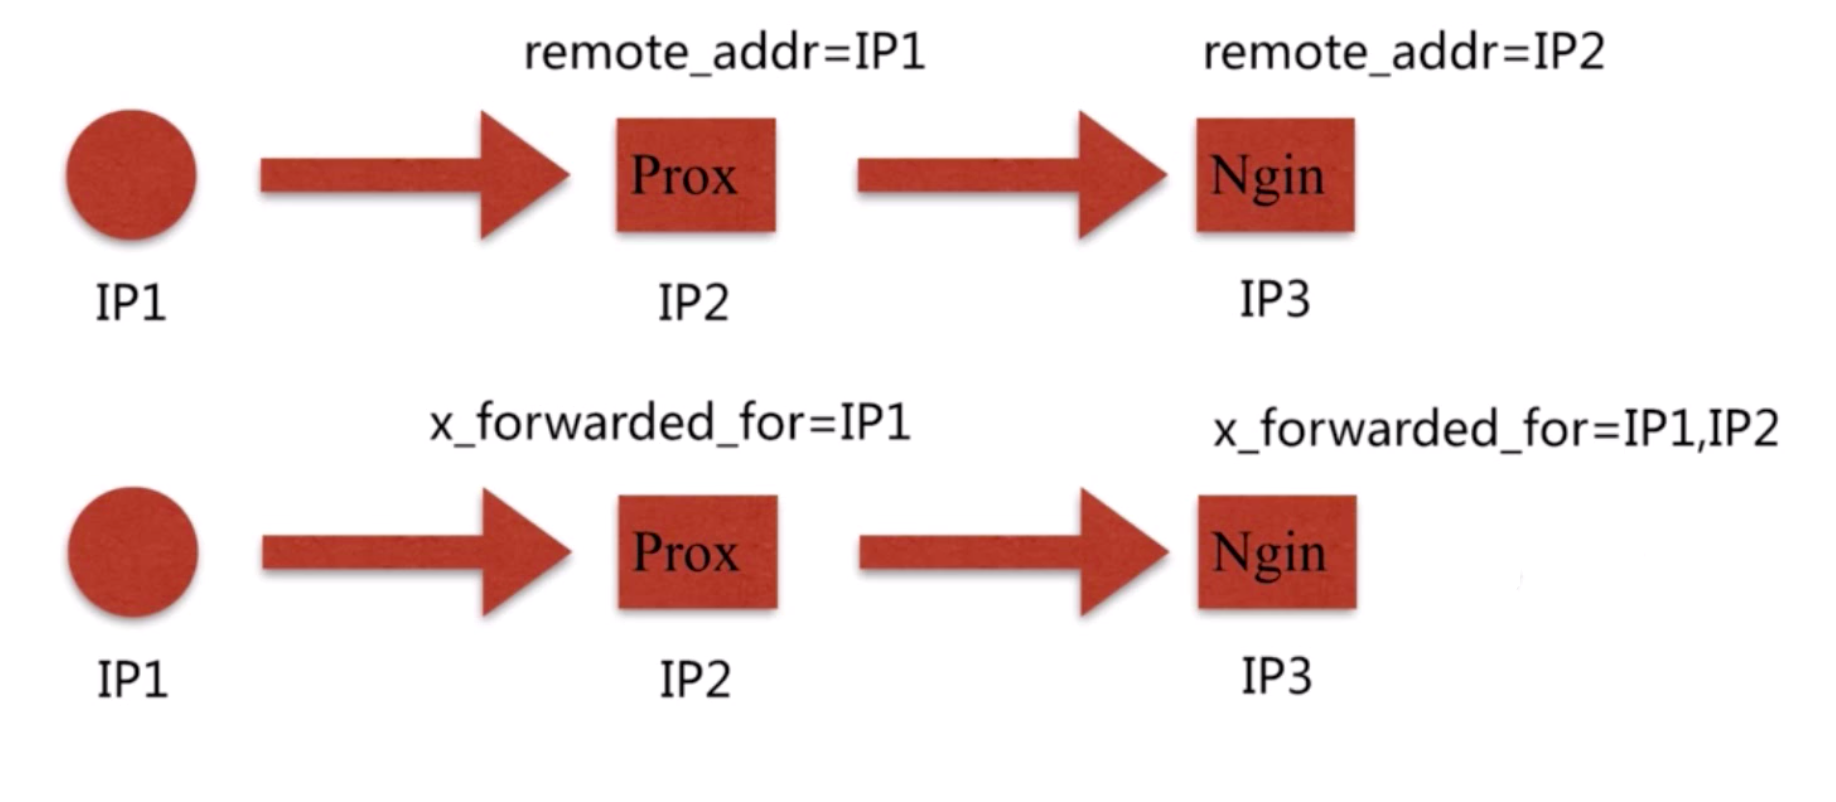 remote_addr=IP1 remote_addr=IP2
Prox Ngin
IP1 IP2 IP3
x_forwarded_for=IP1 x_forwarded_for=IP1,IP2
Prox Ngin
IP1 IP2 IP3